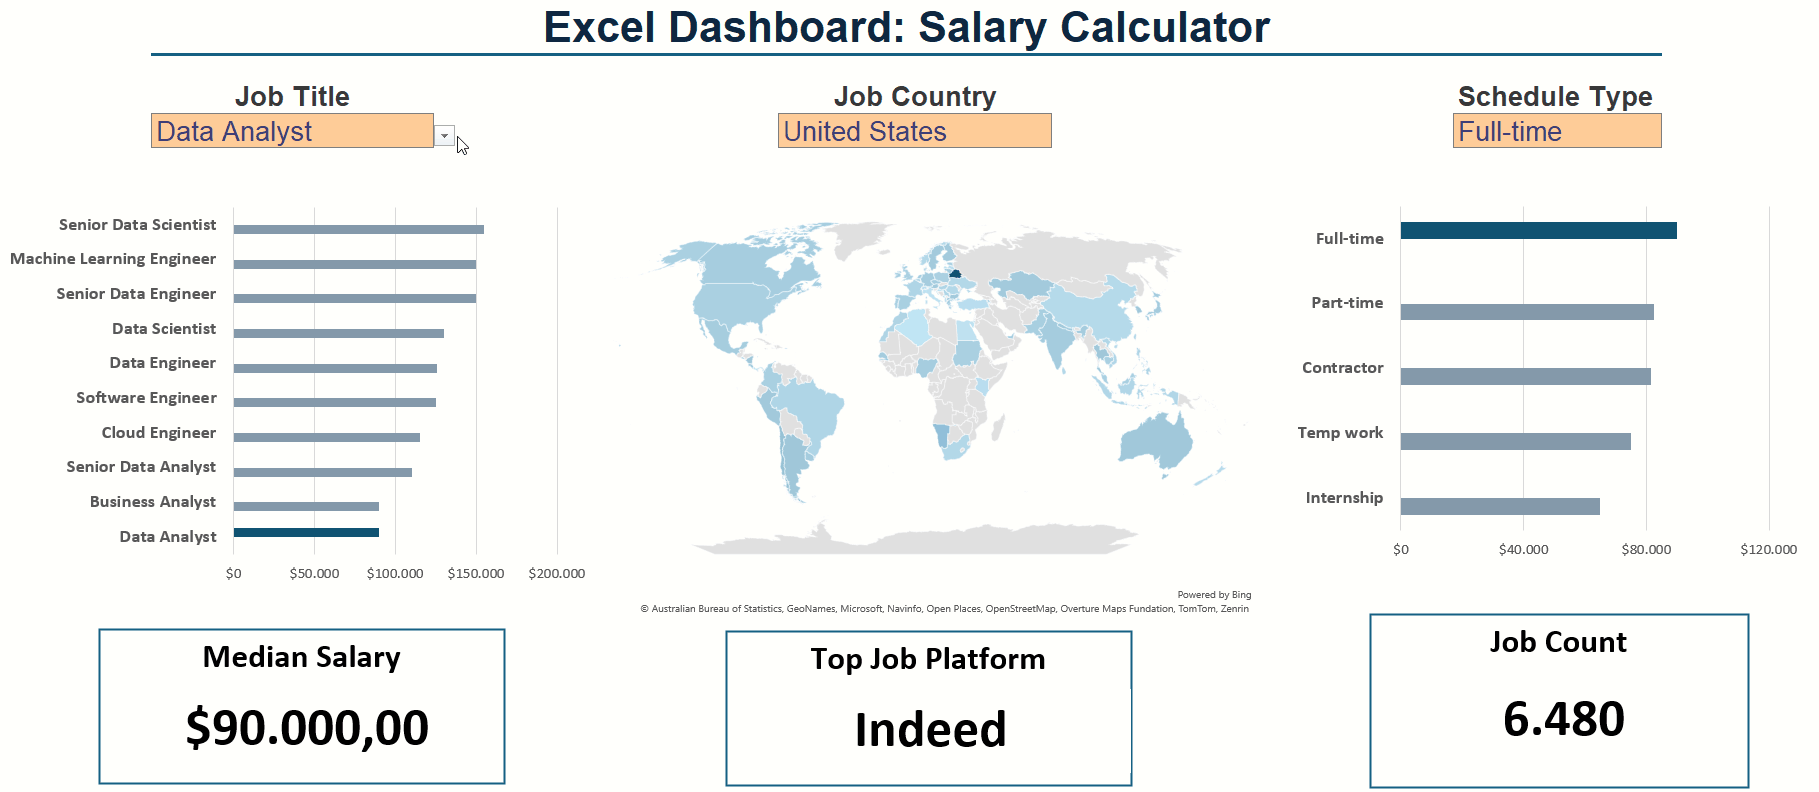 Excel Dashboard: Salary Calculator
Job Title
Data Analyst
Job Country
United States
Schedule Type
Full-time
Senior Data Scientist
Machine Learning Engineer
Senior Data Engineer
Data Scientist
Data Engineer
Software Engineer
Cloud Engineer
Senior Data Analyst
Business Analyst
Data Analyst
$0 $50.000 $100.000 $150.000 $200.000
Powered by Bing
© Australian Bureau of Statistics, GeoNames, Microsoft, Navinfo, Open Places, OpenStreetMap, Overture Maps Fundation, TomTom, Zenrin
Full-time
Part-time
Contractor
Temp work
Internship
$0 $40.000 $80.000 $120.000
Median Salary
$90.000,00
Top Job Platform
Indeed
Job Count
6.480